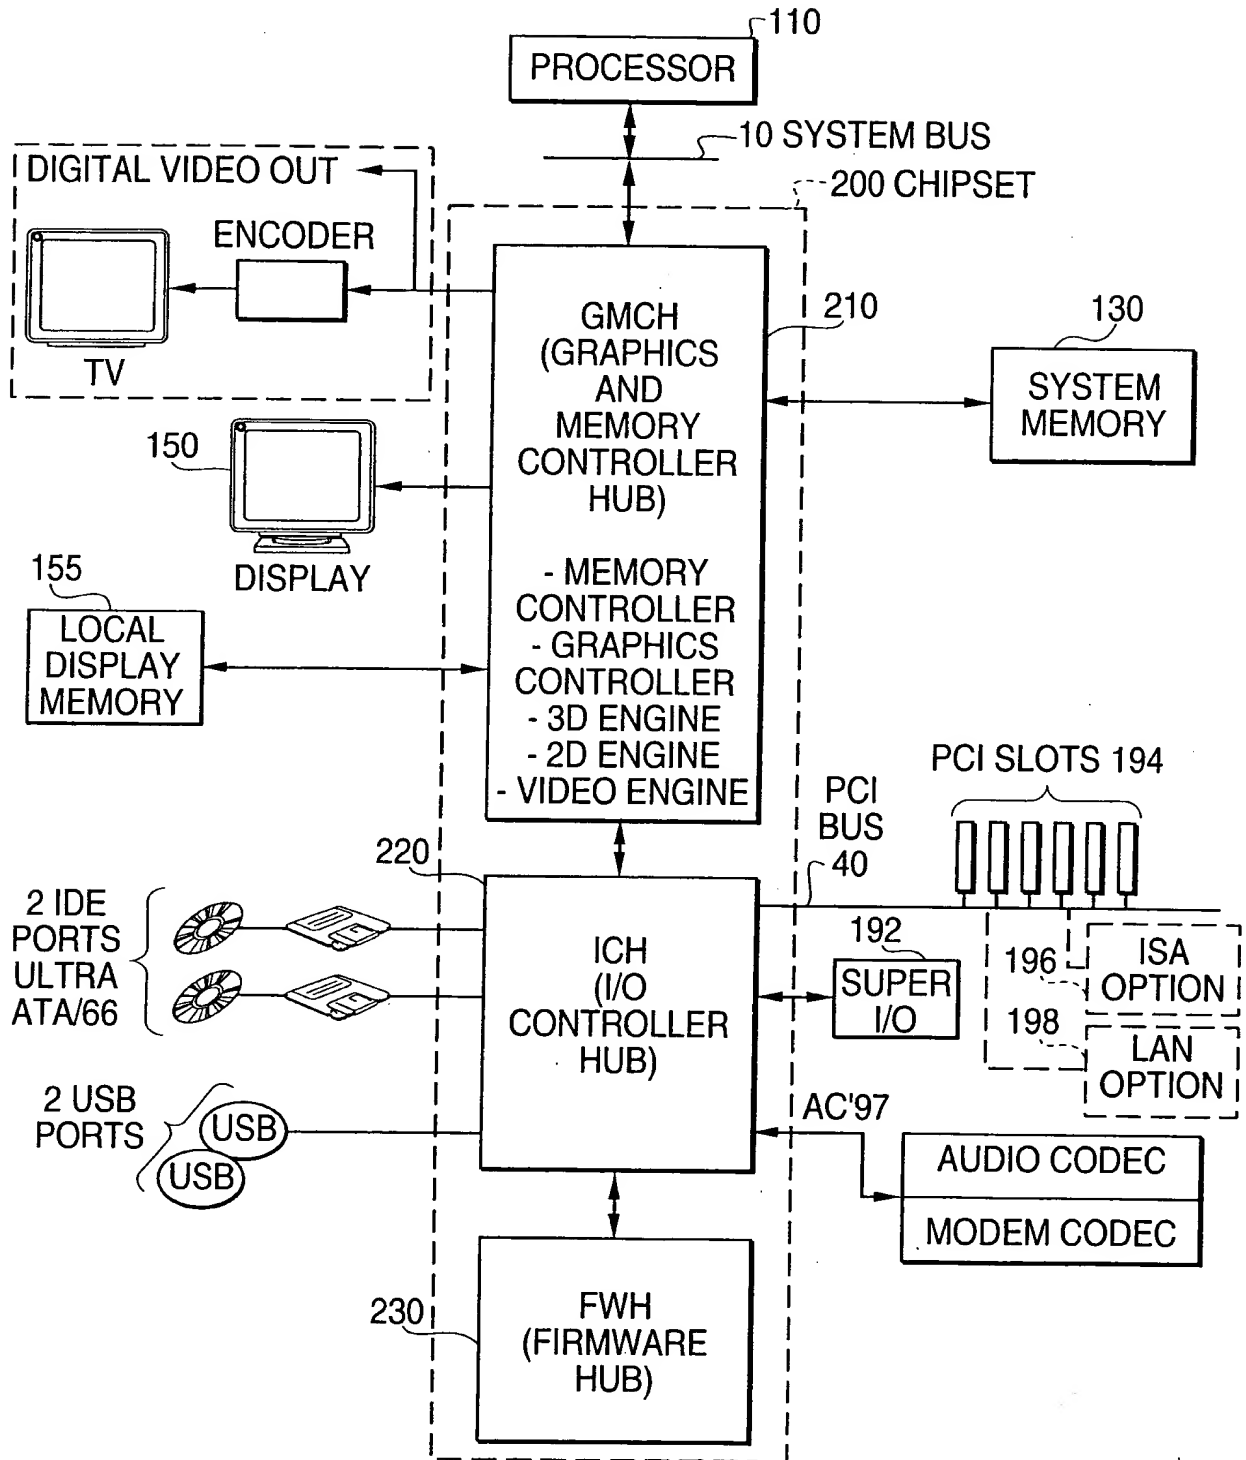 110
PROCESSOR
10 SYSTEM BUS
200 CHIPSET
DIGITAL VIDEO OUT
ENCODER
TV
GMCH
(GRAPHICS
AND
MEMORY
CONTROLLER
HUB)
- MEMORY
CONTROLLER
- GRAPHICS
CONTROLLER
- 3D ENGINE
- 2D ENGINE
- VIDEO ENGINE
210
130
SYSTEM
MEMORY
150
DISPLAY
155
LOCAL
DISPLAY
MEMORY
PCI SLOTS 194
PCI
BUS
40
220
2 IDE
PORTS
ULTRA
ATA/66
ICH
(I/O
CONTROLLER
HUB)
192
SUPER
I/O
196
ISA
OPTION
198
LAN
OPTION
2 USB
PORTS
USB
USB
AC'97
AUDIO CODEC
MODEM CODEC
230
FWH
(FIRMWARE
HUB)